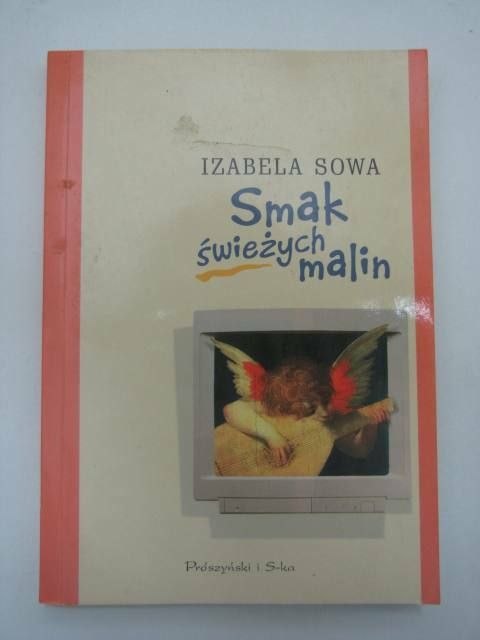 IZABELA SOWA
Smak
świeżych
malin
Prószyński i S-ka